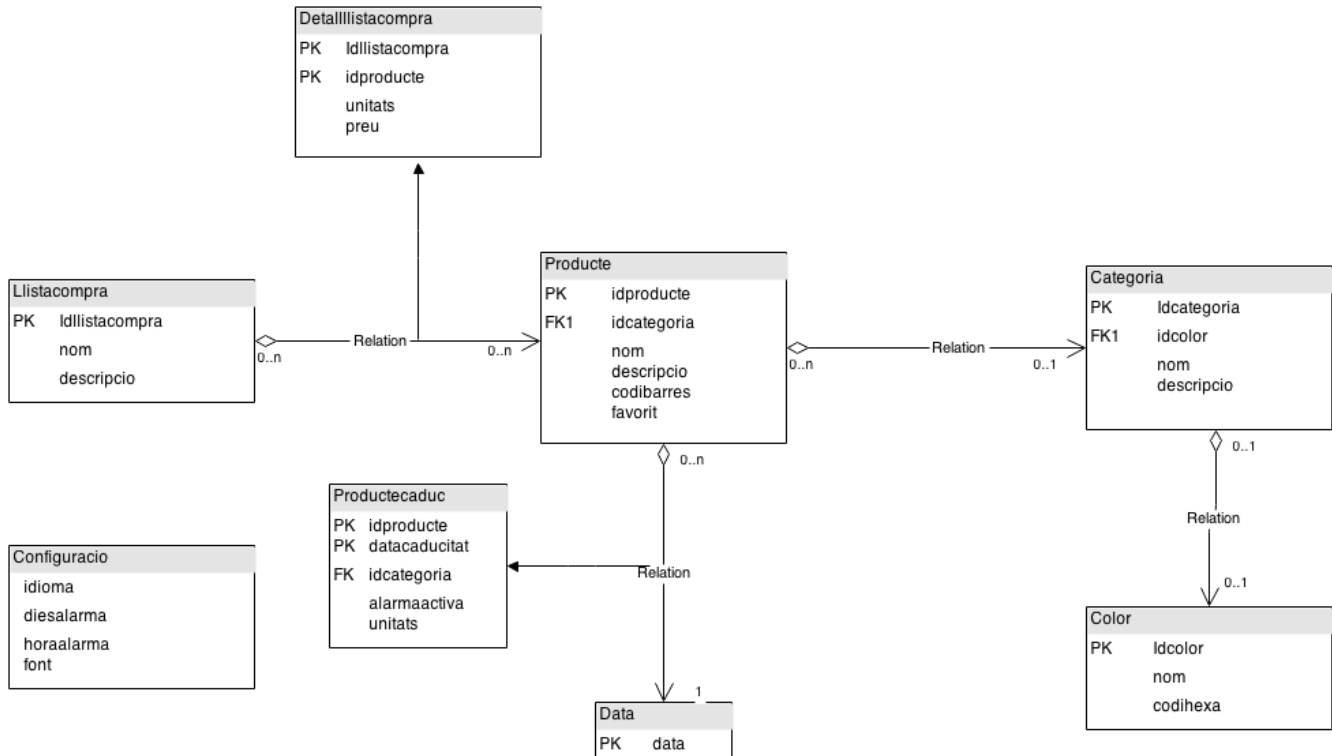 Detallllistacompra
PK Idllistacompra
PK idproducte
unitats
preu
Llistacompra
PK Idllistacompra
nom
descripcio
0..n
Relation
0..n
Producte
PK idproducte
FK1 idcategoria
nom
descripcio
codibarres
favorit
0..n
Relation
0..1
Categoria
PK Idcategoria
FK1 idcolor
nom
descripcio
0..n
0..1
Productecaduc
PK idproducte
PK datacaducitat
FK idcategoria
alarmaactiva
unitats
Relation
Relation
Configuracio
idioma
diesalarma
horaalarma
font
0..1
Color
PK Idcolor
nom
codihexa
1
Data
PK data